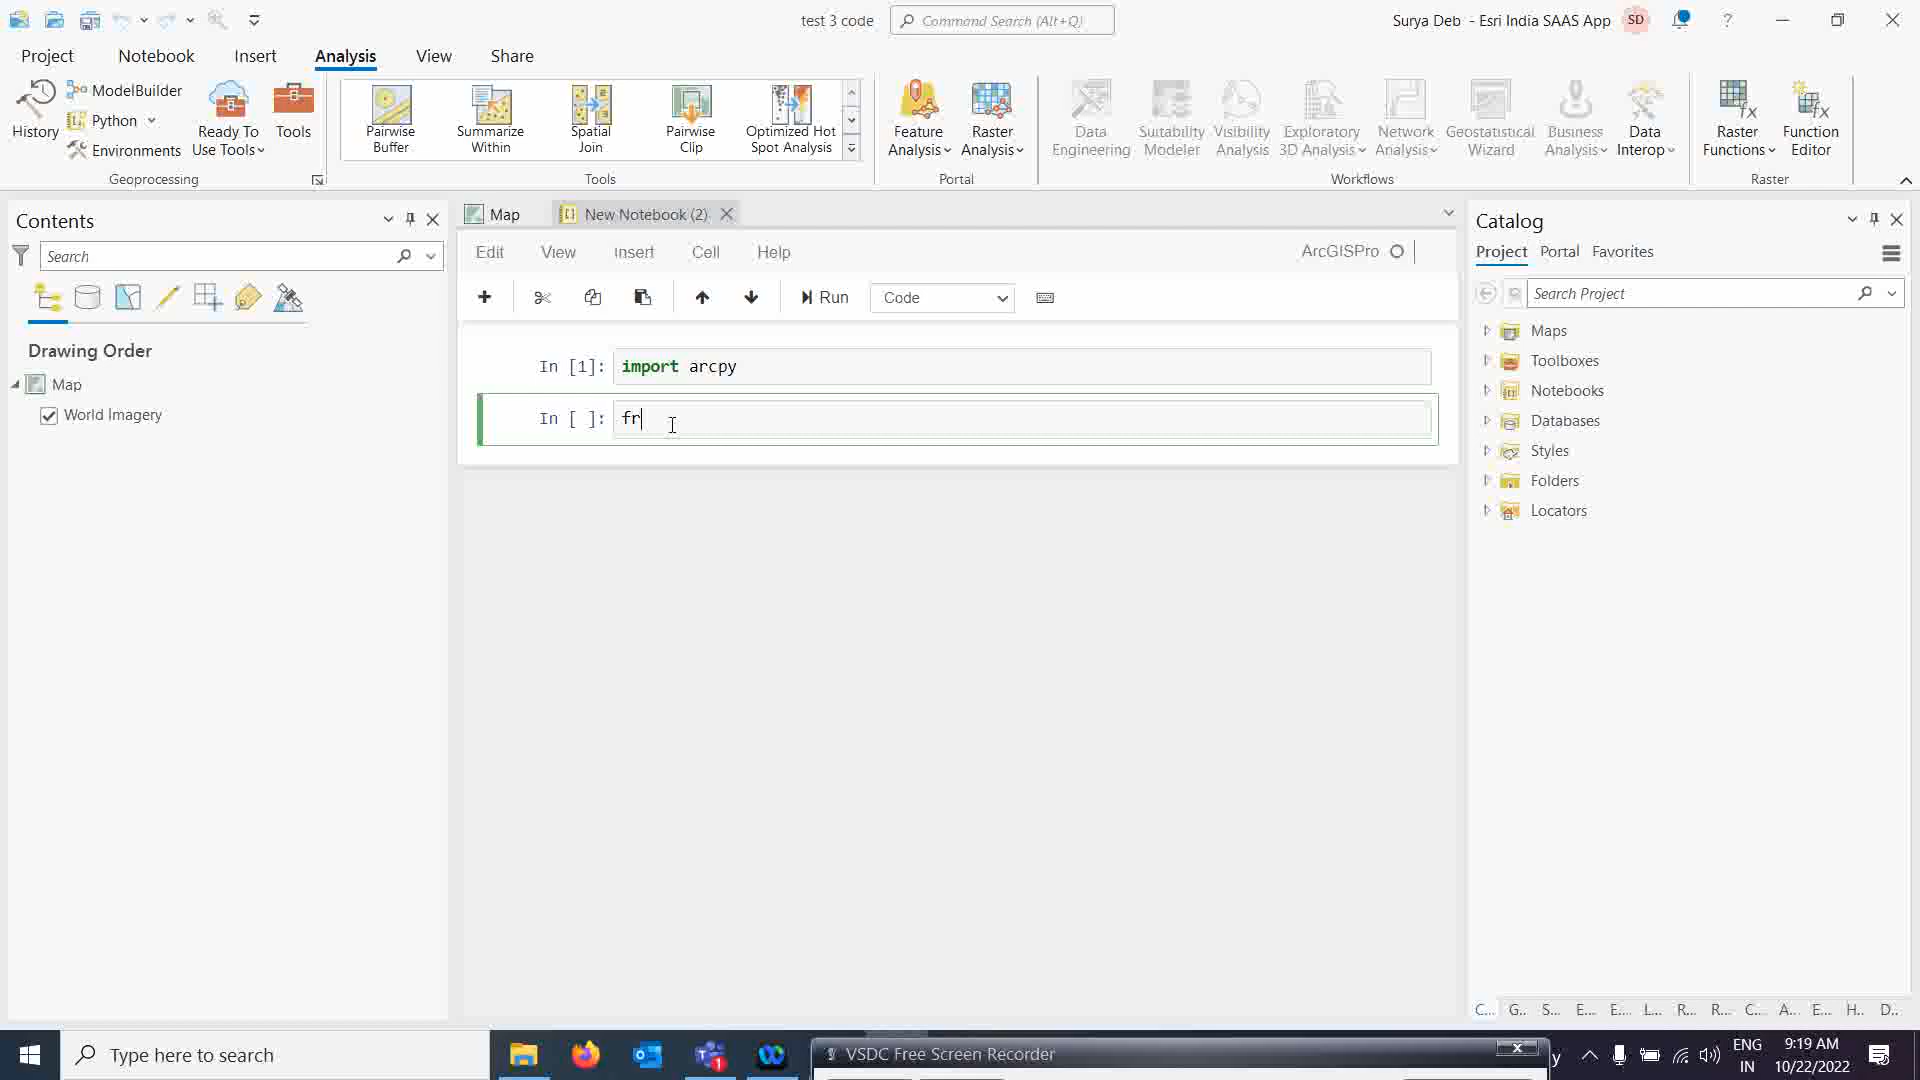 test 3 code
Command Search (Alt+Q)
Surya Deb - Esri India SAAS App
SD
?
Project
Notebook
Insert
Analysis
View
Share
History
ModelBuilder
Python
Environments
Ready To
Use Tools
Tools
Geoprocessing
Pairwise
Buffer
Summarize
Within
Spatial
Join
Pairwise
Clip
Optimized Hot
Spot Analysis
Tools
Feature
Analysis
Raster
Analysis
Portal
Data
Engineering
Suitability
Modeler
Visibility
Analysis
Exploratory
3D Analysis
Network
Analysis
Geostatistical
Wizard
Business
Analysis
Data
Interop
Workflows
Raster
Functions
Function
Editor
Raster
Contents
Search
Drawing Order
Map
World Imagery
Map
New Notebook (2)
Edit
View
Insert
Cell
Help
ArcGISPro
Run
Code
In [1]: import arcpy
In [ ]: fr
Catalog
Project
Portal
Favorites
Search Project
Maps
Toolboxes
Notebooks
Databases
Styles
Folders
Locators
C... G.. S... E... E... L... R... R... C... A... E... H.. D..
Type here to search
1
VSDC Free Screen Recorder
y
ENG
IN
9:19 AM
10/22/2022